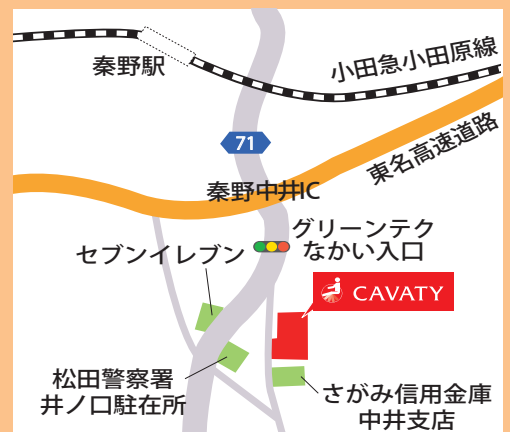 秦野駅
小田急小田原線
71
東名高速道路
秦野中井IC
グリーンテク
なかい入口
セブンイレブン
CAVATY
松田警察署
井ノ口駐在所
さがみ信用金庫
中井支店